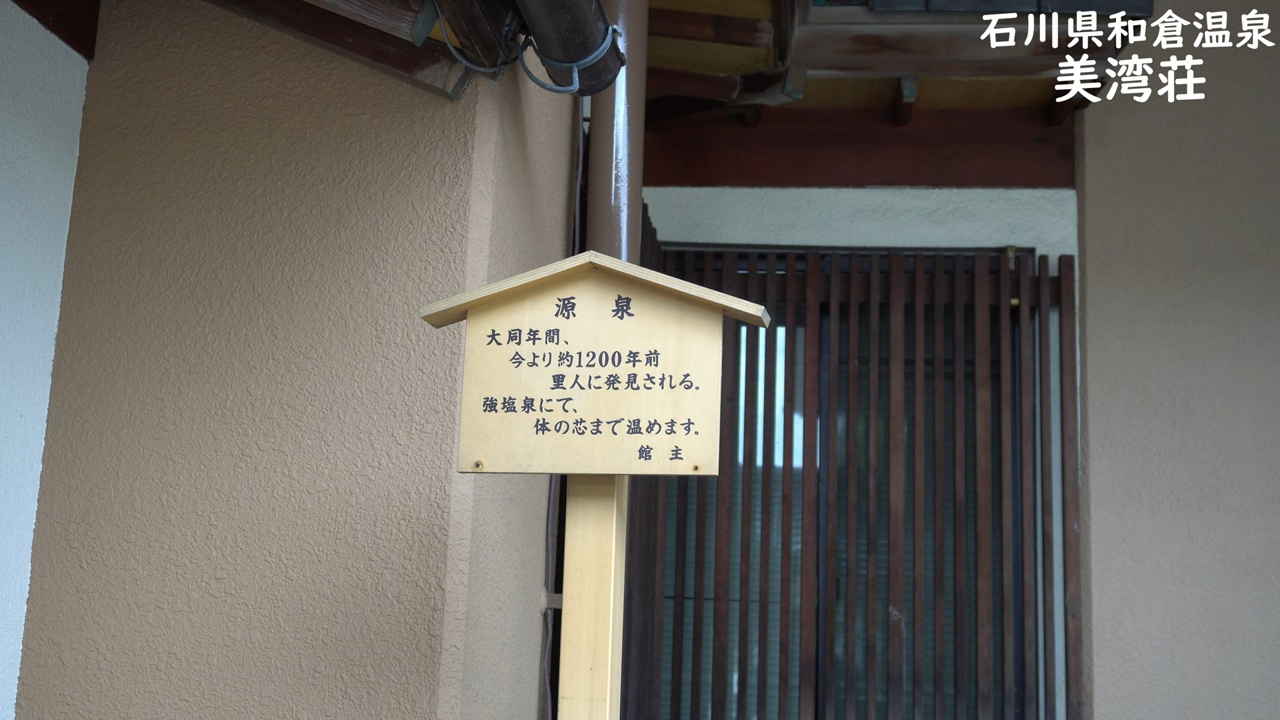 石川県和倉温泉
美湾荘
源 泉
大同年間、
今より約1200年前
里人に発見される。
強塩泉にて、
体の芯まで温めます。
館 主